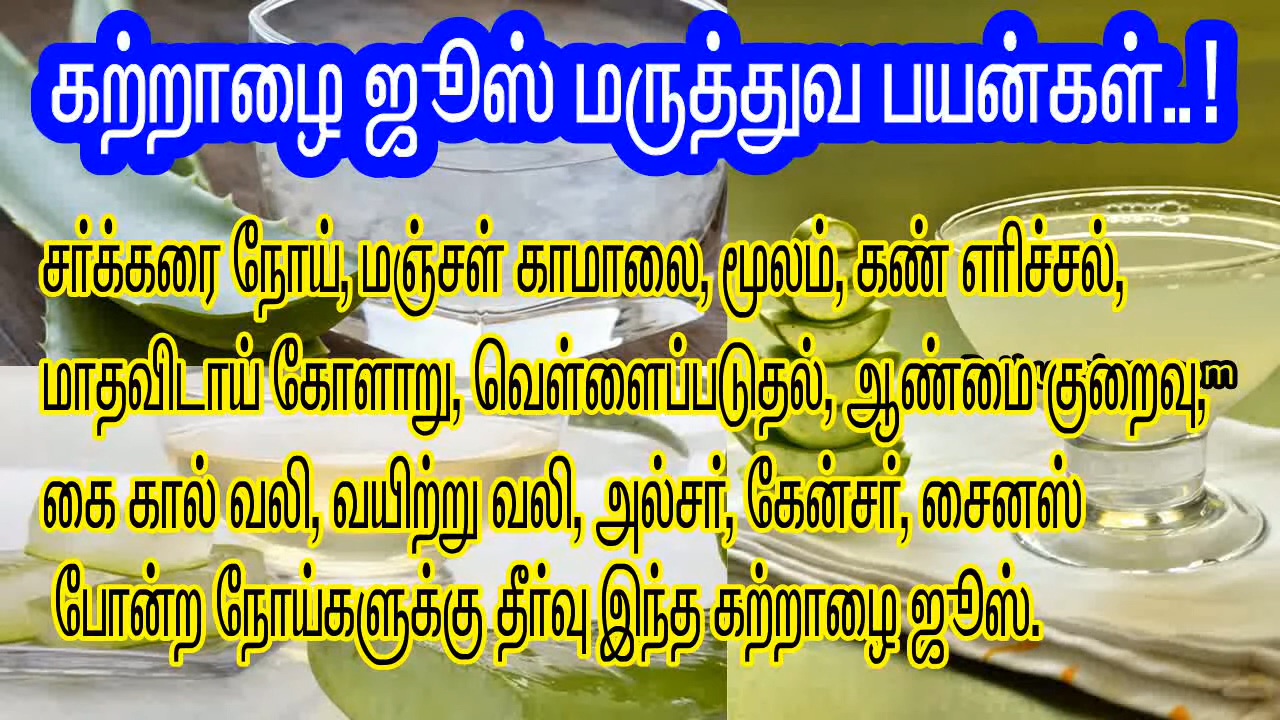 கற்றாழை ஜூஸ் மருத்துவ பயன்கள்..!
சர்க்கரை நோய், மஞ்சள் காமாலை, மூலம், கண் எரிச்சல்,
மாதவிடாய் கோளாறு, வெள்ளைப்படுதல், ஆண்மை குறைவு,
கை கால் வலி, வயிற்று வலி, அல்சர், கேன்சர், சைனஸ்
போன்ற நோய்களுக்கு தீர்வு இந்த கற்றாழை ஜூஸ்.